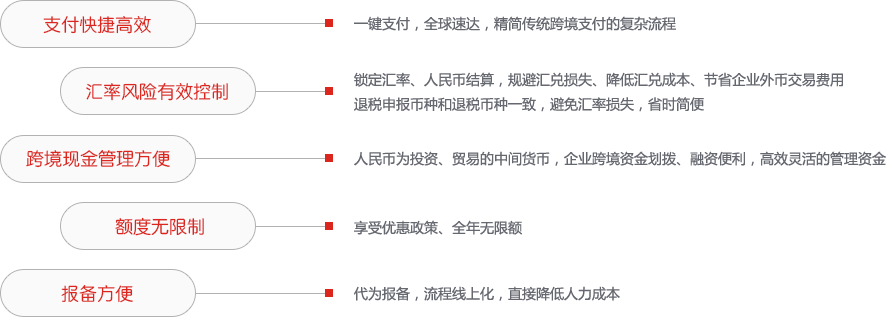 支付快捷高效
一键支付，全球速达，精简传统跨境支付的复杂流程
汇率风险有效控制
锁定汇率、人民币结算，规避汇兑损失、降低汇兑成本、节省企业外币交易费用
退税申报币种和退税币种一致，避免汇率损失，省时简便
跨境现金管理方便
人民币为投资、贸易的中间货币，企业跨境资金划拨、融资便利，高效灵活的管理资金
额度无限制
享受优惠政策、全年无限额
报备方便
代为报备，流程线上化，直接降低人力成本